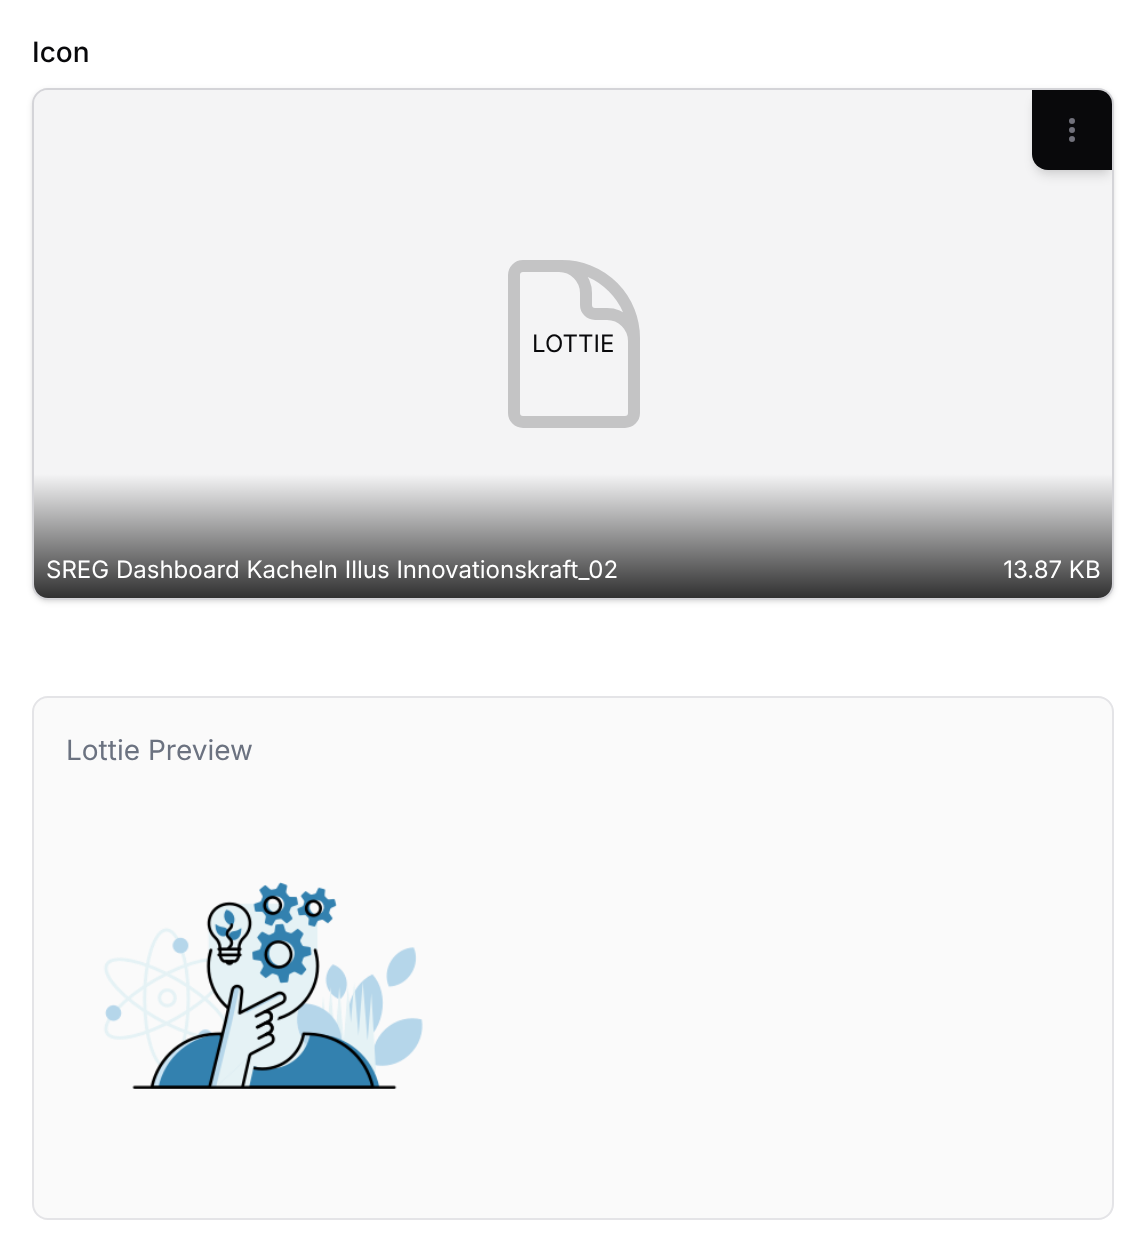 Icon
LOTTIE
SREG Dashboard Kacheln Illus Innovationskraft_02
13.87 KB
Lottie Preview